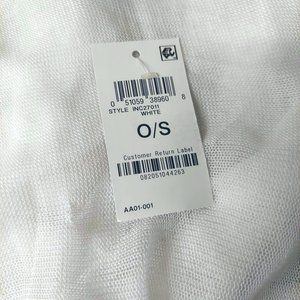 0 51059 38960 8
STYLE INC27011
WHITE
O/S
Customer Return Label
082051044263
AA01-001